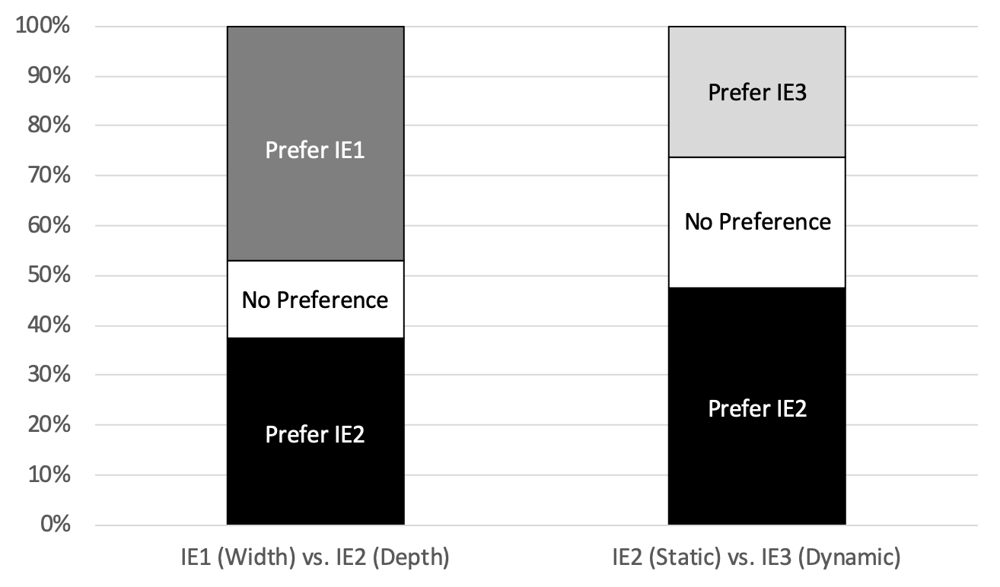 100%
90%
80%
70%
60%
50%
40%
30%
20%
10%
0%
Prefer IE1
No Preference
Prefer IE2
Prefer IE3
No Preference
Prefer IE2
IE1 (Width) vs. IE2 (Depth)
IE2 (Static) vs. IE3 (Dynamic)